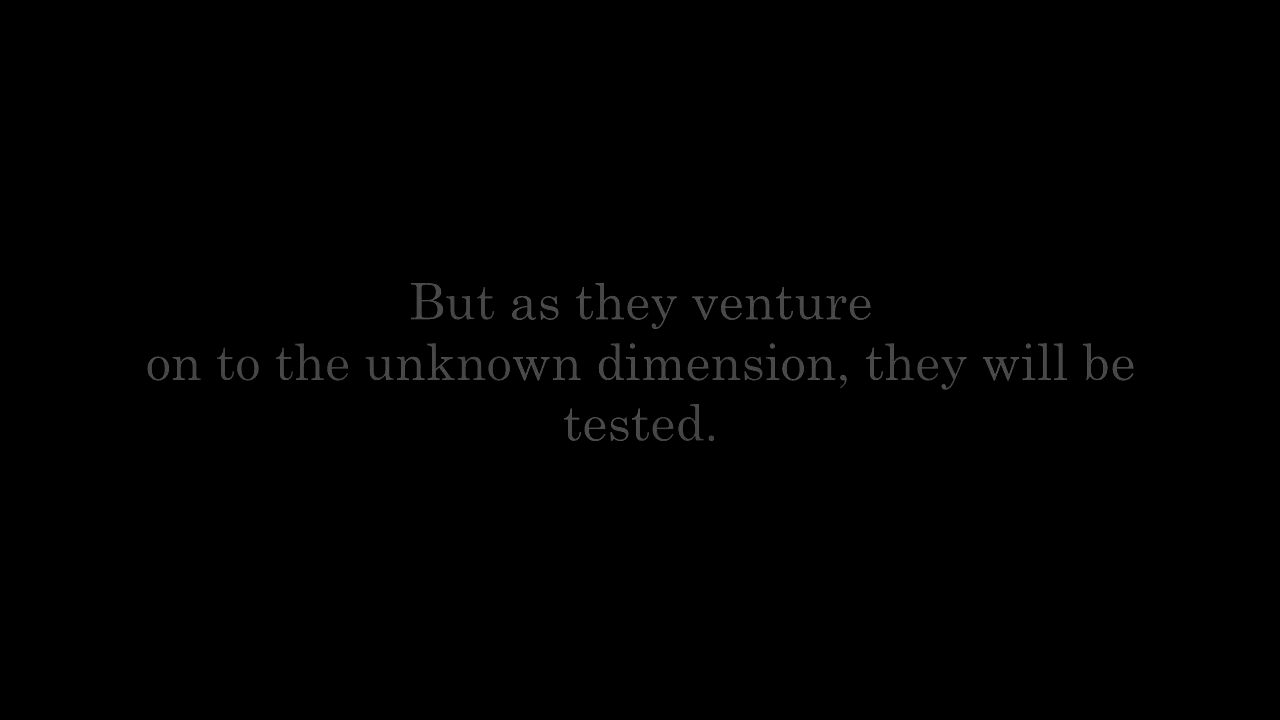 But as they venture
on to the unknown dimension, they will be
tested.